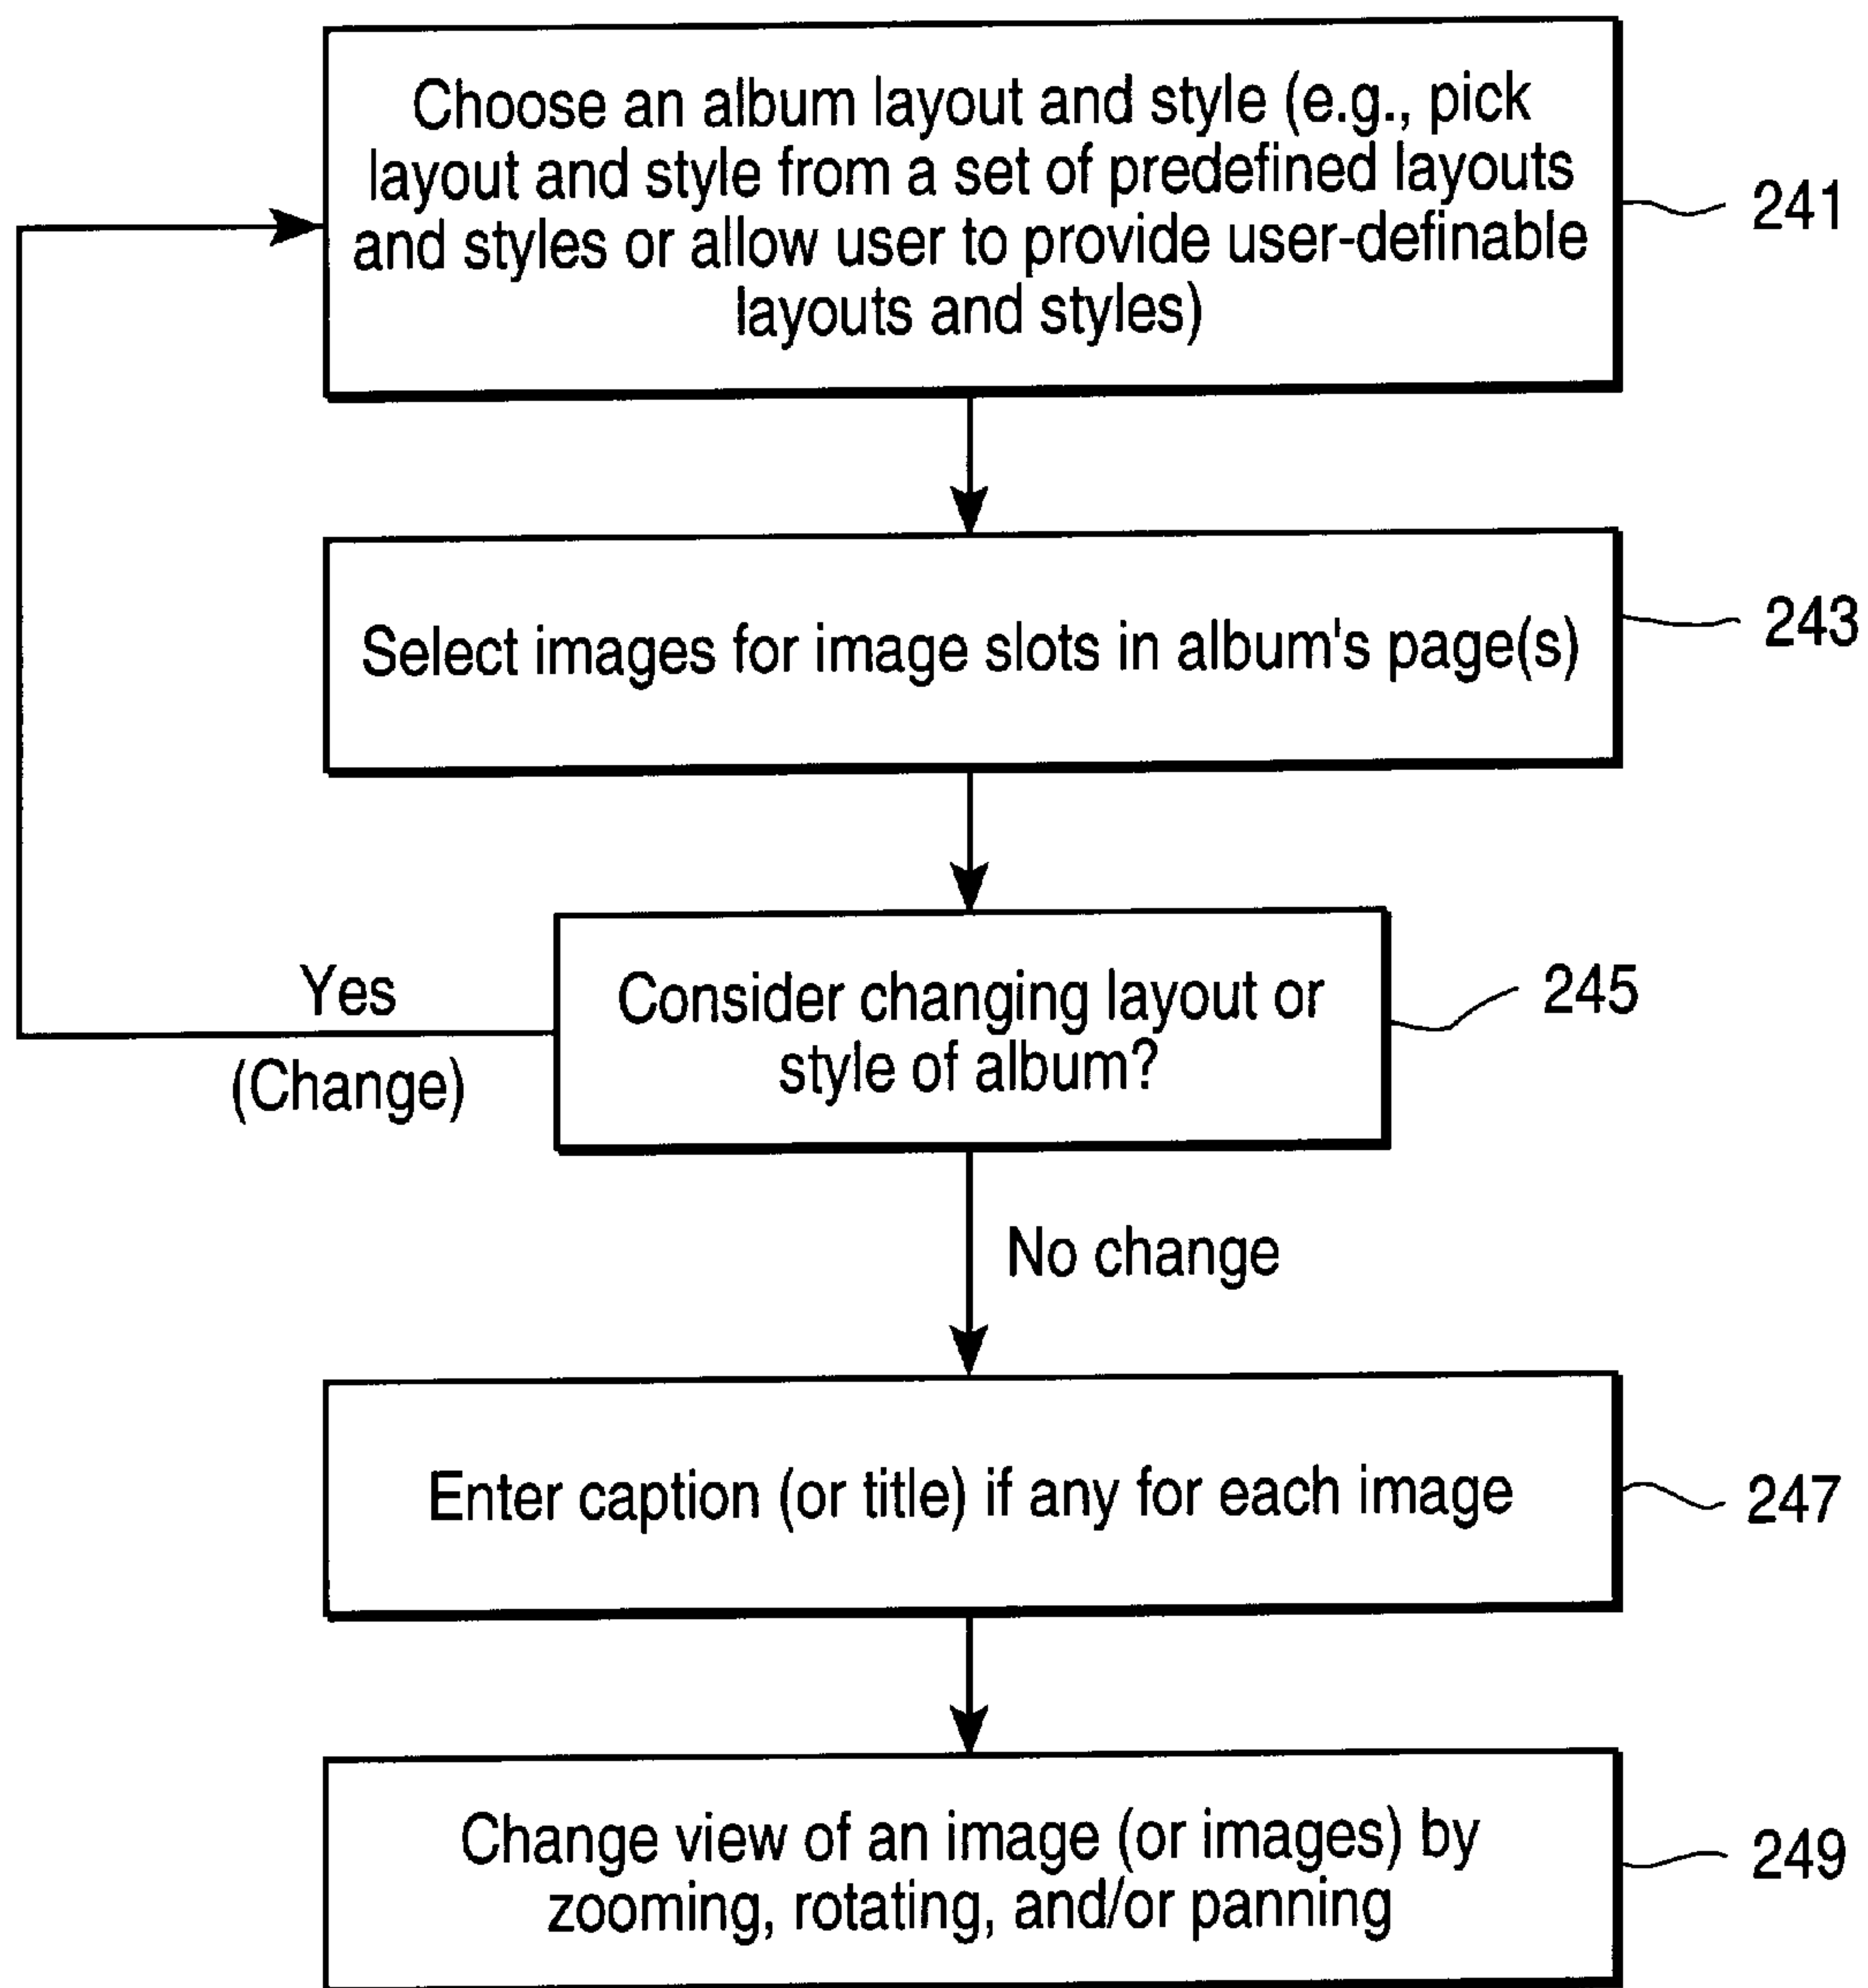 Choose an album layout and style (e.g., pick
layout and style from a set of predefined layouts
and styles or allow user to provide user-definable
layouts and styles)
241
Select images for image slots in album's page(s)
243
Yes
(Change)
Consider changing layout or
style of album?
245
No change
Enter caption (or title) if any for each image
247
Change view of an image (or images) by
zooming, rotating, and/or panning
249